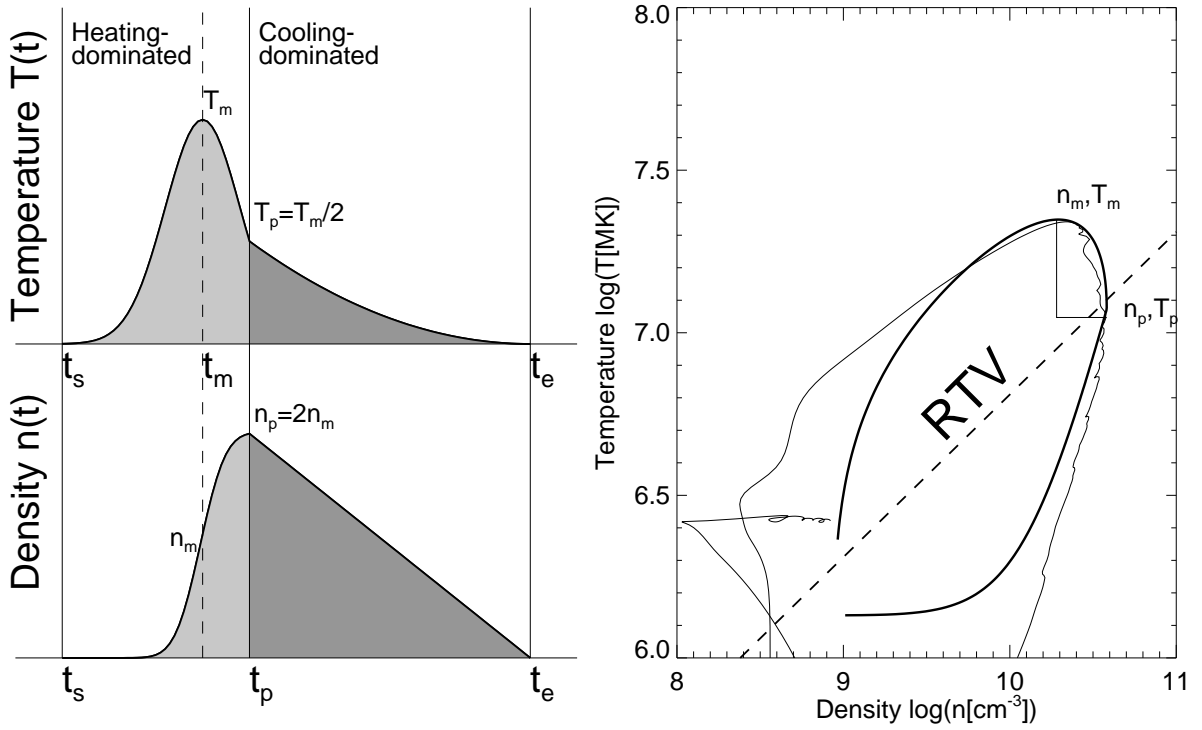 Heating-
dominated
Cooling-
dominated
Temperature T(t)
T_m
T_p=T_m/2
t_s
t_m
t_e
Density n(t)
n_p=2n_m
n_m
t_s
t_p
t_e
8.0
7.5
7.0
6.5
6.0
Temperature log(T[MK])
n_m,T_m
n_p,T_p
RTV
8
9
10
11
Density log(n[cm⁻³])